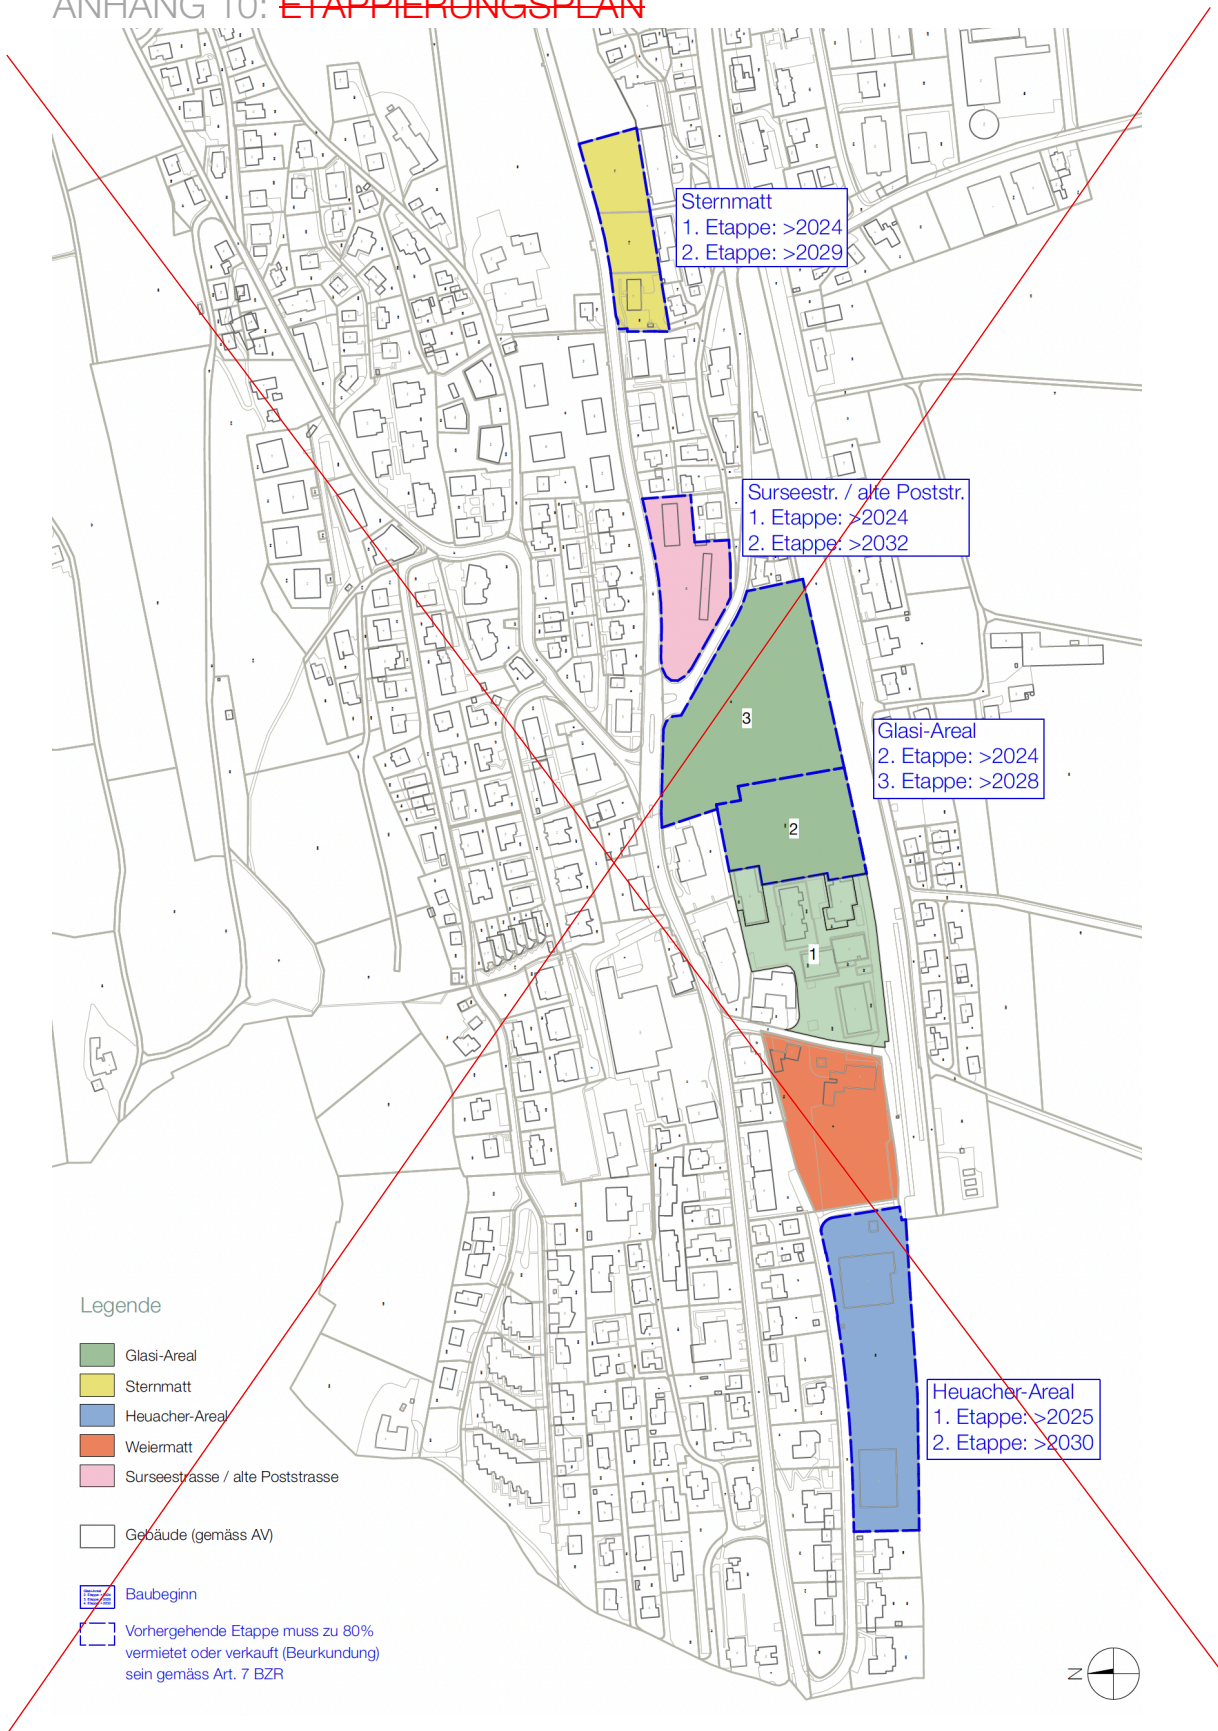 ANHANG 10: ETAPPIERUNGSPLAN
Sternmatt
1. Etappe: >2024
2. Etappe: >2029
Surseestr. / alte Poststr.
1. Etappe: >2024
2. Etappe: >2032
3
Glasi-Areal
2. Etappe: >2024
3. Etappe: >2028
2
1
Legende
Glasi-Areal
Sternmatt
Heuacher-Areal
Weiermatt
Surseestrasse / alte Poststrasse
Gebäude (gemäss AV)
Baubeginn
Vorhergehende Etappe muss zu 80%
vermietet oder verkauft (Beurkundung)
sein gemäss Art. 7 BZR
Heuacher-Areal
1. Etappe: >2025
2. Etappe: >2030
N